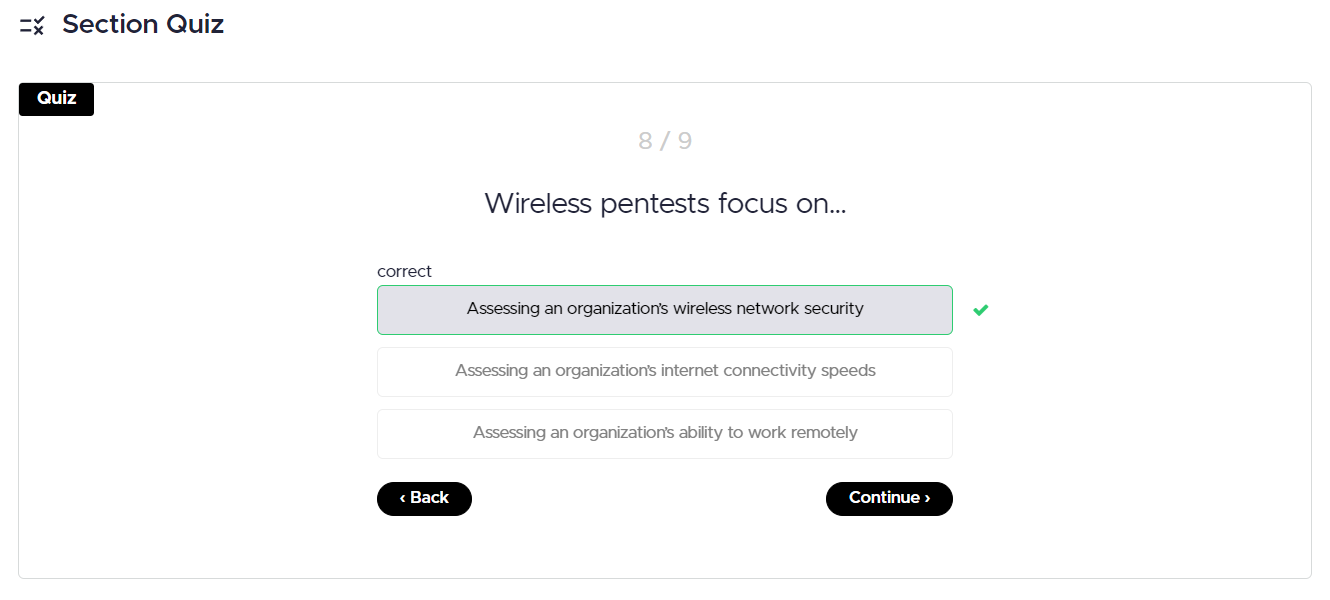 Section Quiz
Quiz
8 / 9
Wireless pentests focus on...
correct
Assessing an organization's wireless network security
Assessing an organization's internet connectivity speeds
Assessing an organization's ability to work remotely
‹ Back
Continue ›